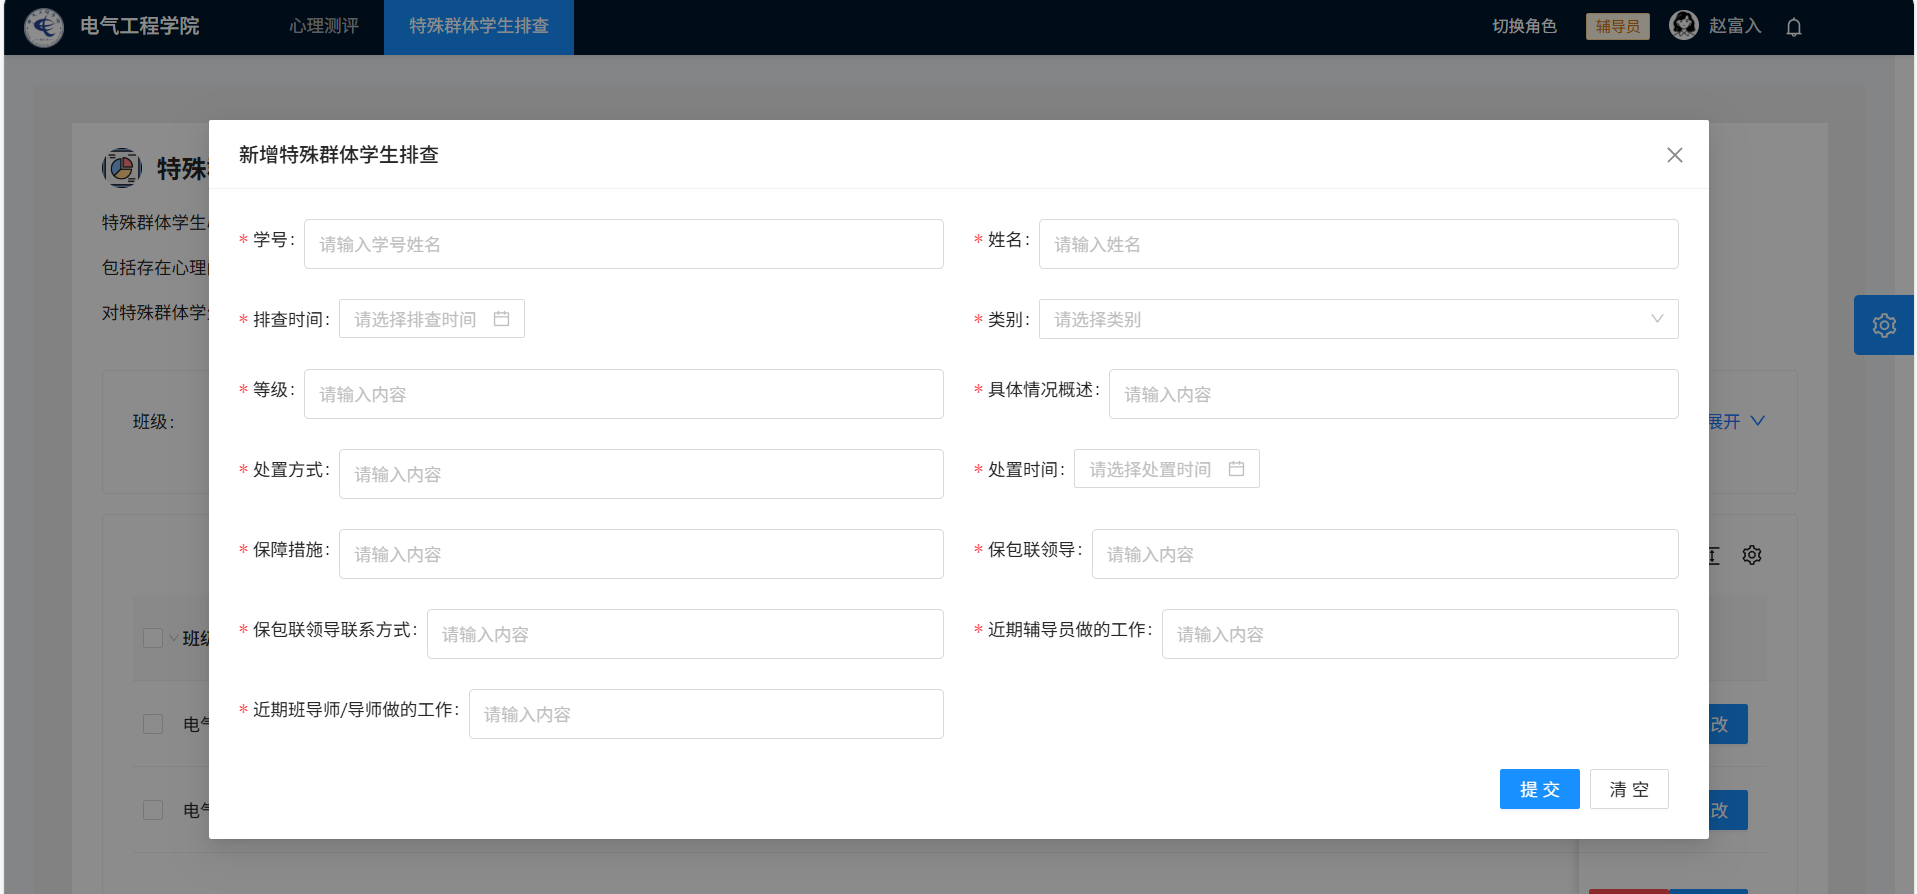 电气工程学院 心理测评 特殊群体学生排查 切换角色 辅导员 赵富入
特殊
新增特殊群体学生排查
特殊群体学生
包括存在心理
对特殊群体学
* 学号: 请输入学号姓名 * 姓名: 请输入姓名
* 排查时间: 请选择排查时间 * 类别: 请选择类别
* 等级: 请输入内容 * 具体情况概述: 请输入内容
班级: 展开
* 处置方式: 请输入内容 * 处置时间: 请选择处置时间
* 保障措施: 请输入内容 * 保包联领导: 请输入内容
班级
* 保包联领导联系方式: 请输入内容 * 近期辅导员做的工作: 请输入内容
* 近期班导师/导师做的工作: 请输入内容
电气 改
提交 清空
电气 改